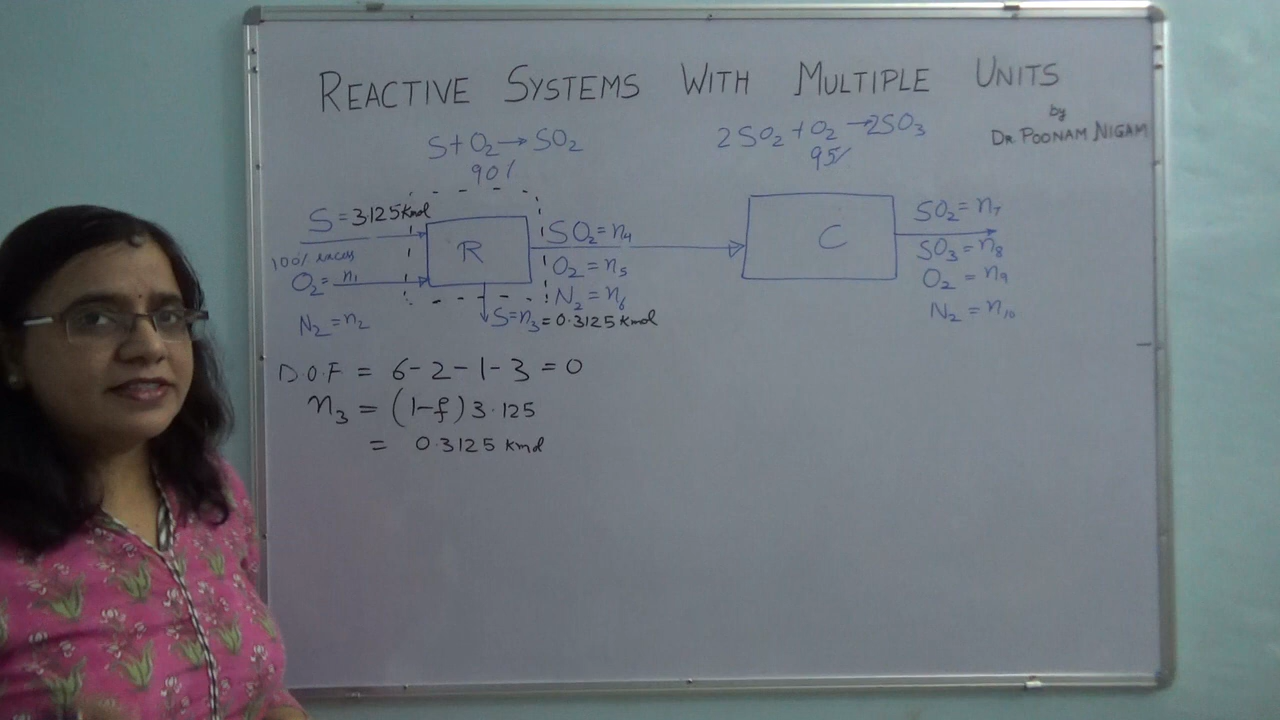 REACTIVE SYSTEMS WITH MULTIPLE UNITS
by
DR. POONAM NIGAM
S + O₂ → SO₂
90%
2SO₂ + O₂ → 2SO₃
95%
S = 3.125 Kmol
100% excess
O₂ = n₁
N₂ = n₂
R
SO₂ = n₄
O₂ = n₅
N₂ = n₆
S = n₃ = 0.3125 Kmol
C
SO₂ = n₇
SO₃ = n₈
O₂ = n₉
N₂ = n₁₀
D.O.F = 6 - 2 - 1 - 3 = 0
n₃ = (1-f) 3.125
= 0.3125 Kmol